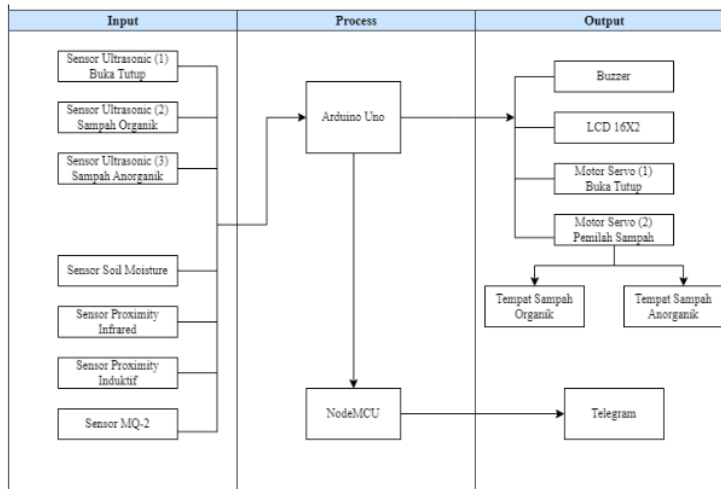 Input
Process
Output
Sensor Ultrasonic (1)
Buka Tutup
Sensor Ultrasonic (2)
Sampah Organik
Sensor Ultrasonic (3)
Sampah Anorganik
Sensor Soil Moisture
Sensor Proximity
Infrared
Sensor Proximity
Induktif
Sensor MQ-2
Arduino Uno
NodeMCU
Buzzer
LCD 16X2
Motor Servo (1)
Buka Tutup
Motor Servo (2)
Pemilah Sampah
Tempat Sampah
Organik
Tempat Sampah
Anorganik
Telegram